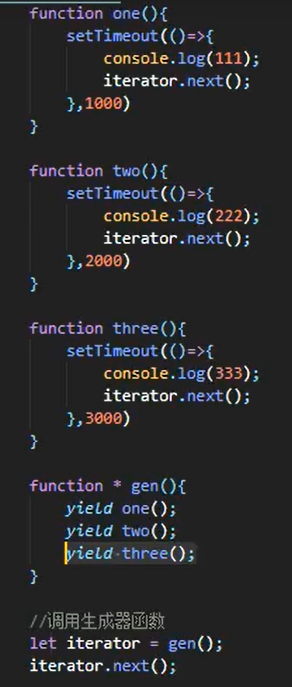 function one(){
    setTimeout(()=>{
        console.log(111);
        iterator.next();
    },1000)
}

function two(){
    setTimeout(()=>{
        console.log(222);
        iterator.next();
    },2000)
}

function three(){
    setTimeout(()=>{
        console.log(333);
        iterator.next();
    },3000)
}

function * gen(){
    yield one();
    yield two();
    yield three();
}

//调用生成器函数
let iterator = gen();
iterator.next();